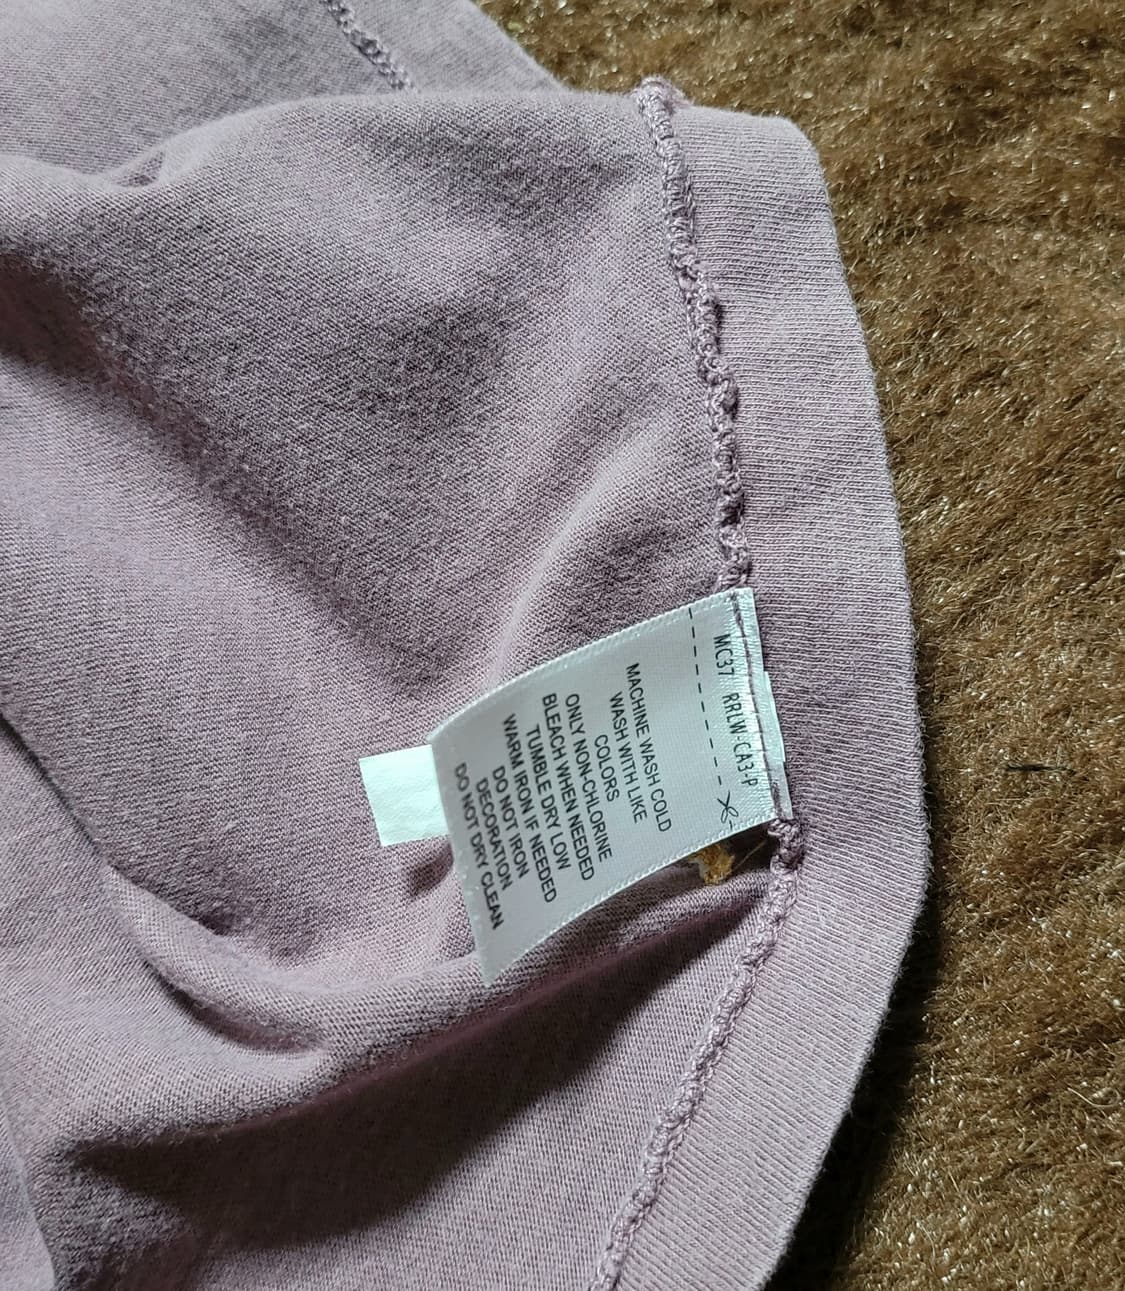 MC37 RRLW-CA3-P
MACHINE WASH COLD
WASH WITH LIKE
COLORS
ONLY NON-CHLORINE
BLEACH WHEN NEEDED
TUMBLE DRY LOW
WARM IRON IF NEEDED
DO NOT IRON
DECORATION
DO NOT DRY CLEAN